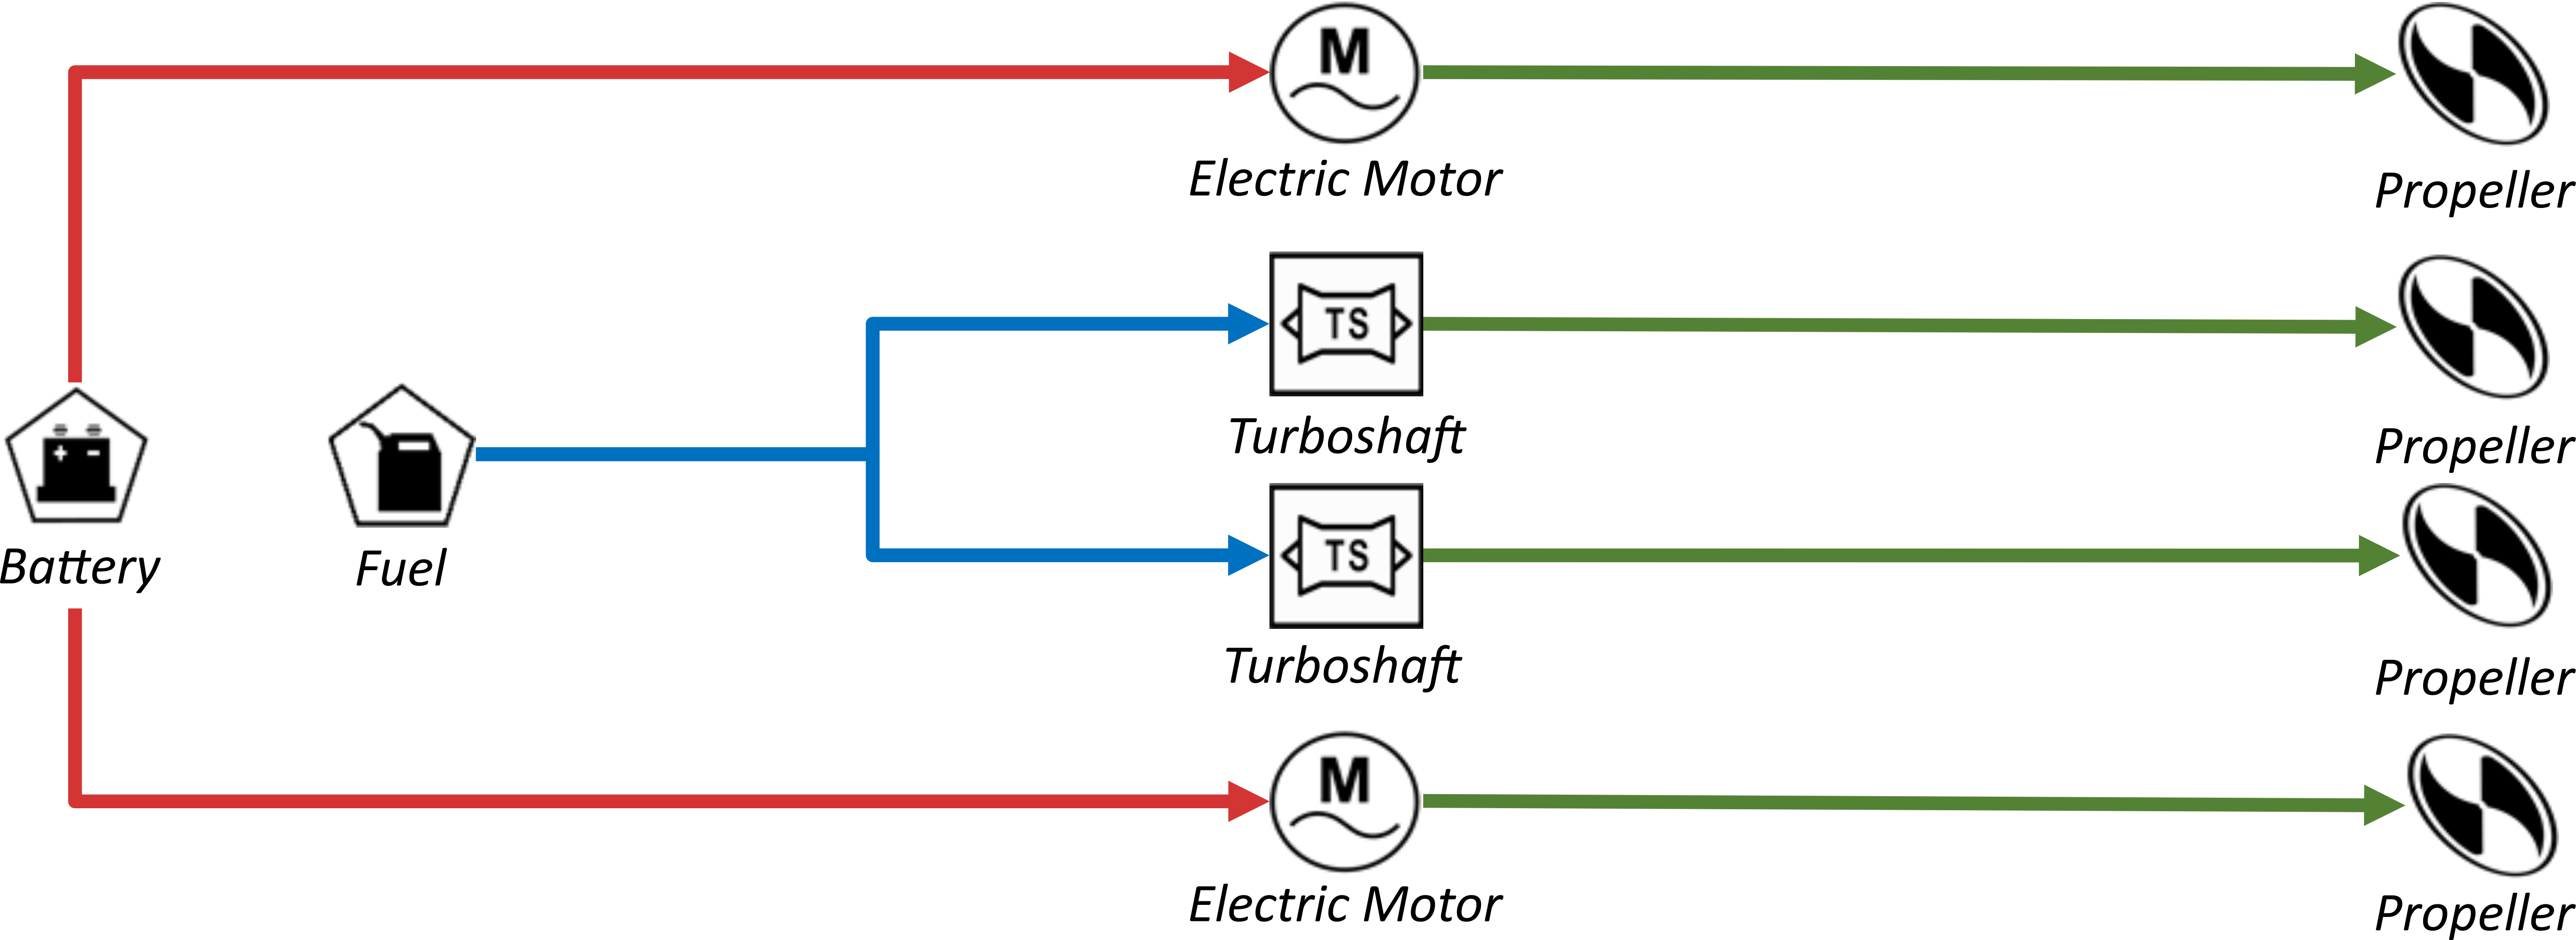 M
Electric Motor
Propeller
TS
Turboshaft
Propeller
Battery
Fuel
TS
Turboshaft
Propeller
M
Electric Motor
Propeller